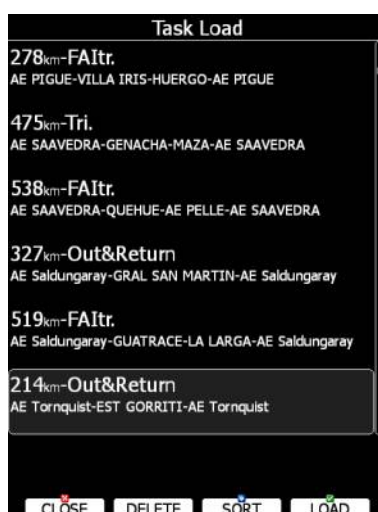 Task Load
278km-FAItr.
AE PIGUE-VILLA IRIS-HUERGO-AE PIGUE
475km-Tri.
AE SAAVEDRA-GENACHA-MAZA-AE SAAVEDRA
538km-FAItr.
AE SAAVEDRA-QUEHUE-AE PELLE-AE SAAVEDRA
327km-Out&Return
AE Saldungaray-GRAL SAN MARTIN-AE Saldungaray
519km-FAItr.
AE Saldungaray-GUATRACE-LA LARGA-AE Saldungaray
214km-Out&Return
AE Tornquist-EST GORRITI-AE Tornquist
CLOSE DELETE SORT LOAD